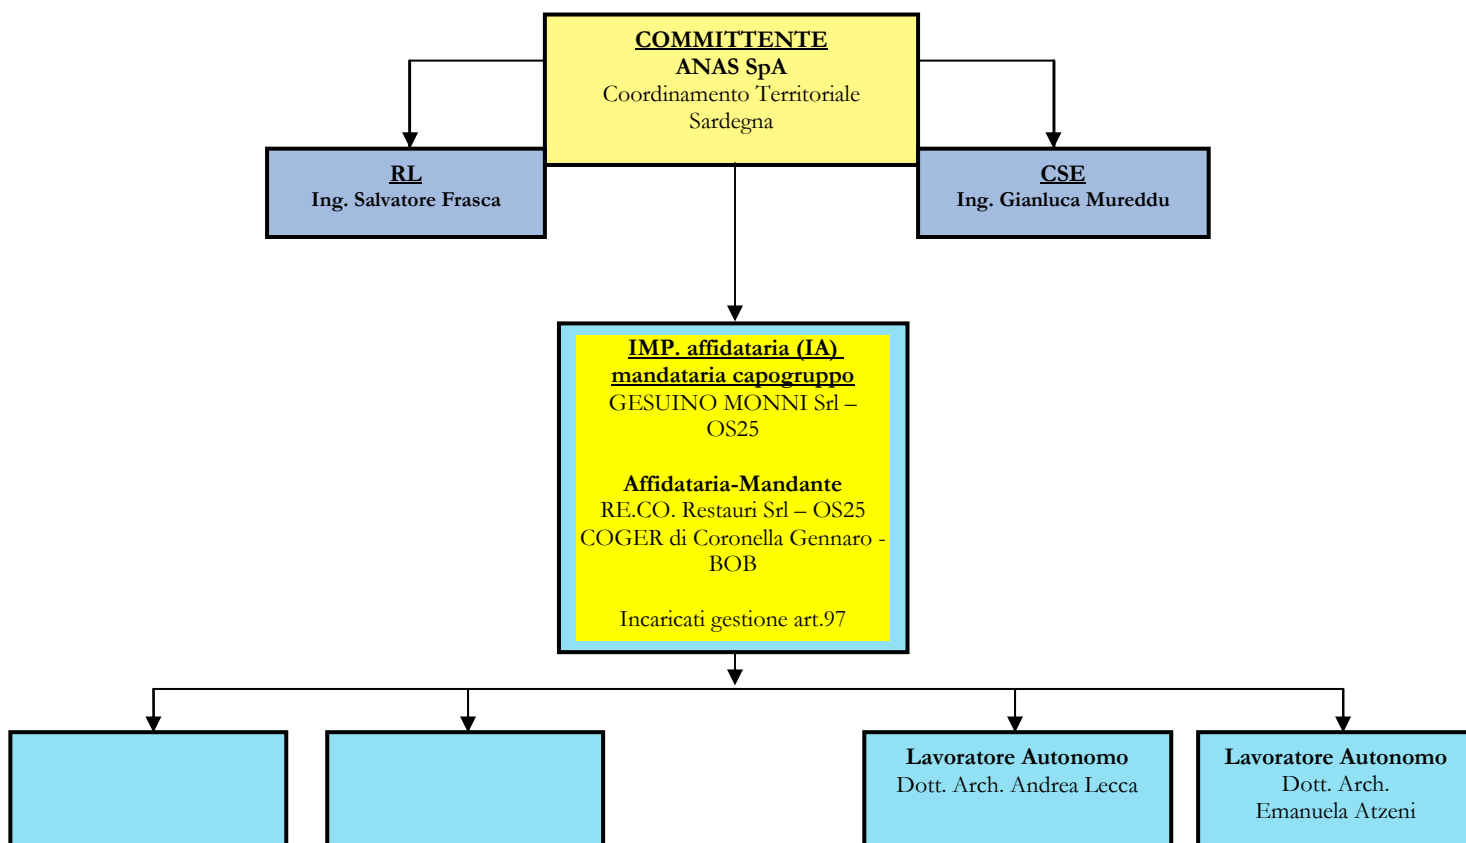 COMMITTENTE
ANAS SpA
Coordinamento Territoriale
Sardegna
RL
Ing. Salvatore Frasca
CSE
Ing. Gianluca Mureddu
IMP. affidataria (IA)
mandataria capogruppo
GESUINO MONNI Srl –
OS25
Affidataria-Mandante
RE.CO. Restauri Srl – OS25
COGER di Coronella Gennaro -
BOB
Incaricati gestione art.97
Lavoratore Autonomo
Dott. Arch. Andrea Lecca
Lavoratore Autonomo
Dott. Arch.
Emanuela Atzeni